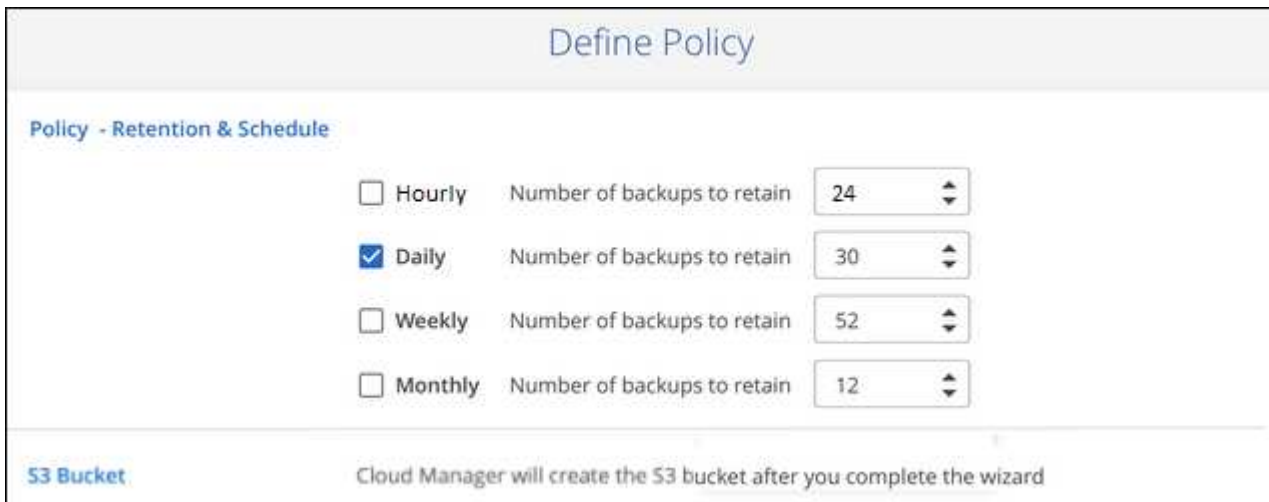 Define Policy
Policy - Retention & Schedule
Hourly Number of backups to retain 24
Daily Number of backups to retain 30
Weekly Number of backups to retain 52
Monthly Number of backups to retain 12
S3 Bucket Cloud Manager will create the S3 bucket after you complete the wizard